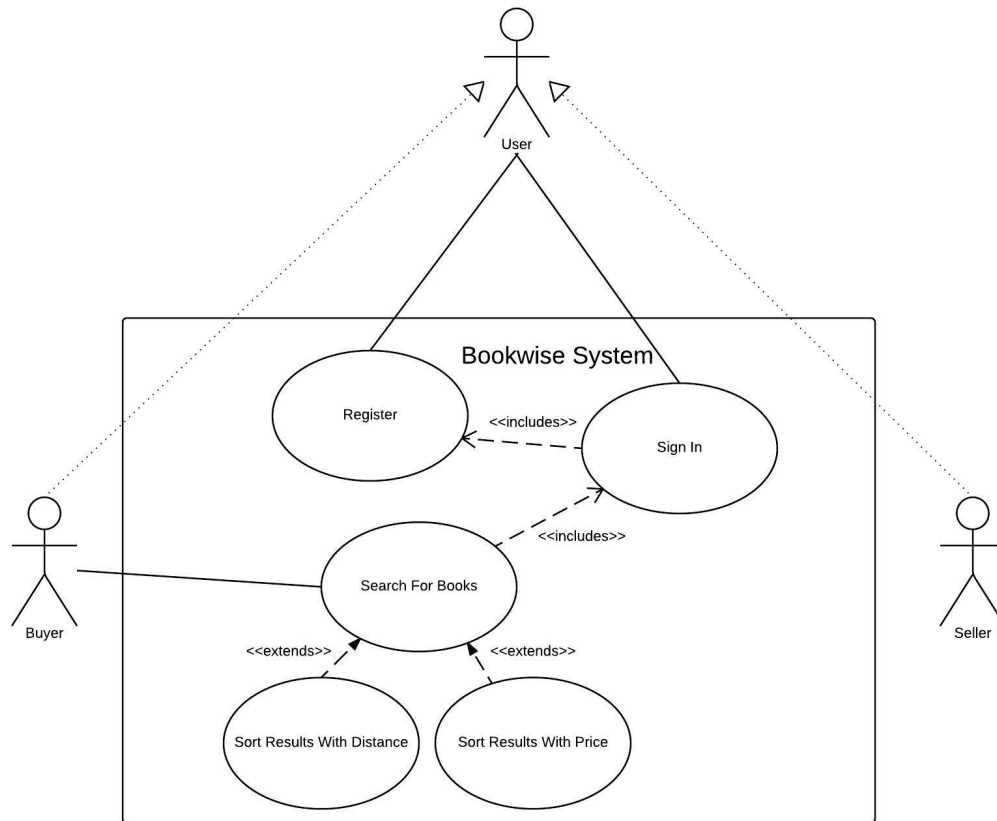 User
Bookwise System
Register
<<includes>>
Sign In
<<includes>>
Search For Books
Buyer
Seller
<<extends>>
<<extends>>
Sort Results With Distance
Sort Results With Price